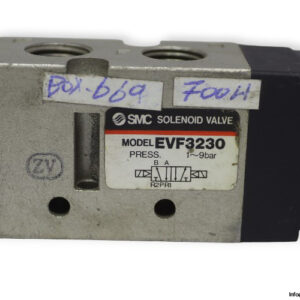 BOX-669 700H
SMC SOLENOID VALVE
MODEL EVF3230
PRESS. 1~9bar
B A
R2PR1
ZV